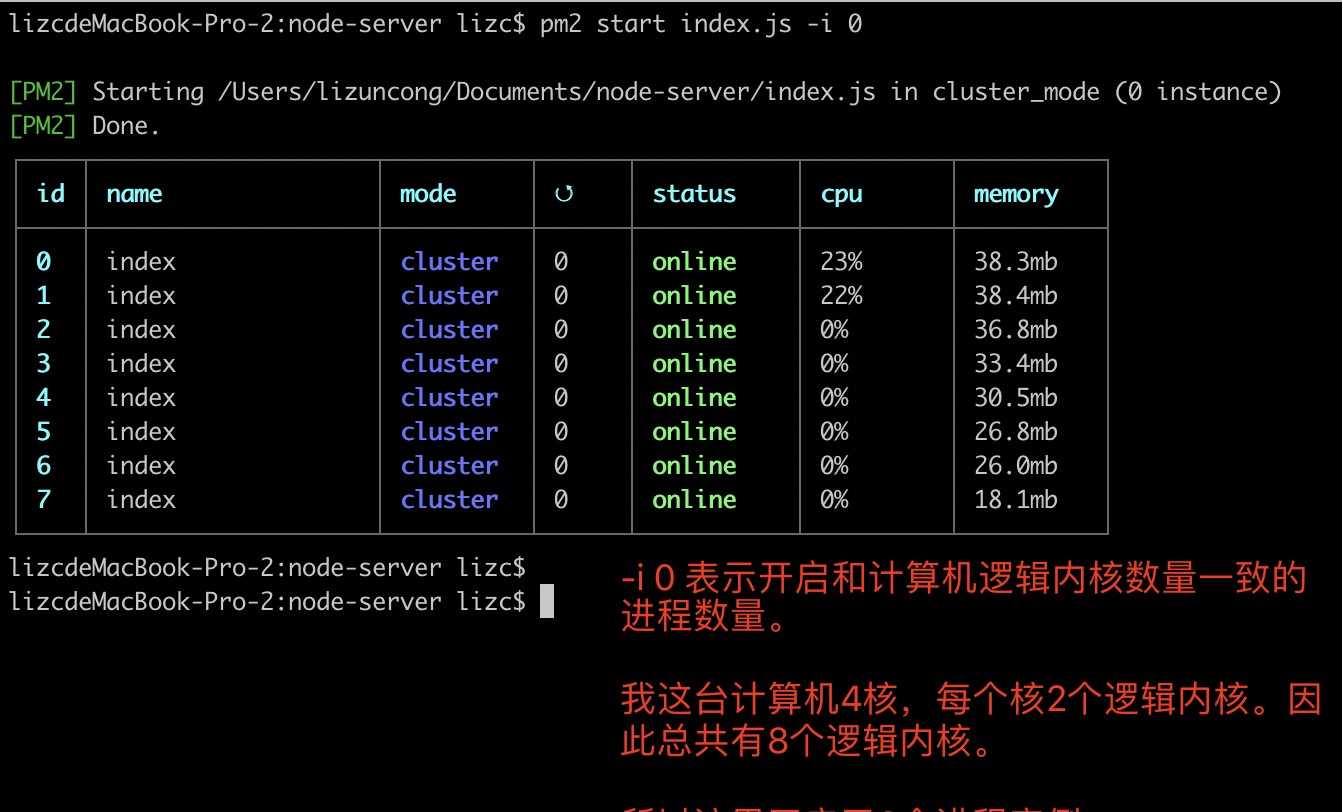 lizcdeMacBook-Pro-2:node-server lizc$ pm2 start index.js -i 0
[PM2] Starting /Users/lizuncong/Documents/node-server/index.js in cluster_mode (0 instance)
[PM2] Done.
id name mode ↺ status cpu memory
0 index cluster 0 online 23% 38.3mb
1 index cluster 0 online 22% 38.4mb
2 index cluster 0 online 0% 36.8mb
3 index cluster 0 online 0% 33.4mb
4 index cluster 0 online 0% 30.5mb
5 index cluster 0 online 0% 26.8mb
6 index cluster 0 online 0% 26.0mb
7 index cluster 0 online 0% 18.1mb
lizcdeMacBook-Pro-2:node-server lizc$
lizcdeMacBook-Pro-2:node-server lizc$
-i 0 表示开启和计算机逻辑内核数量一致的
进程数量。
我这台计算机4核，每个核2个逻辑内核。因
此总共有8个逻辑内核。